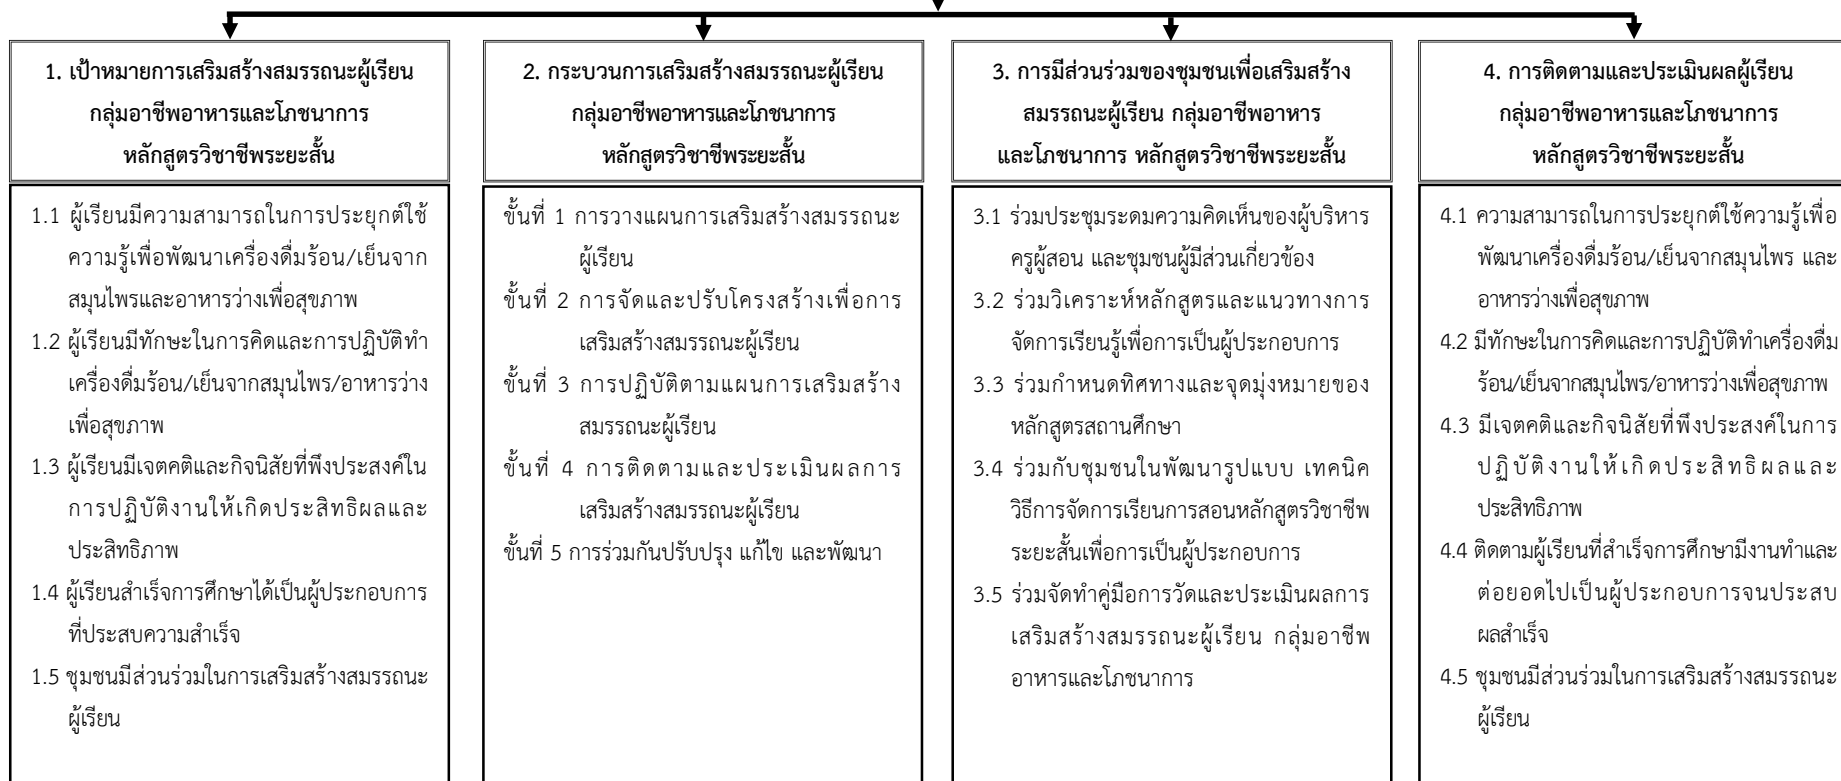 1. เป้าหมายการเสริมสร้างสมรรถนะผู้เรียน
กลุ่มอาชีพอาหารและโภชนาการ
หลักสูตรวิชาชีพระยะสั้น
1.1 ผู้เรียนมีความสามารถในการประยุกต์ใช้
ความรู้เพื่อพัฒนาเครื่องดื่มร้อน/เย็นจาก
สมุนไพรและอาหารว่างเพื่อสุขภาพ
1.2 ผู้เรียนมีทักษะในการคิดและการปฏิบัติทำ
เครื่องดื่มร้อน/เย็นจากสมุนไพร/อาหารว่าง
เพื่อสุขภาพ
1.3 ผู้เรียนมีเจตคติและกิจนิสัยที่พึงประสงค์ใน
การปฏิบัติงานให้เกิดประสิทธิผลและ
ประสิทธิภาพ
1.4 ผู้เรียนสำเร็จการศึกษาได้เป็นผู้ประกอบการ
ที่ประสบความสำเร็จ
1.5 ชุมชนมีส่วนร่วมในการเสริมสร้างสมรรถนะ
ผู้เรียน
2. กระบวนการเสริมสร้างสมรรถนะผู้เรียน
กลุ่มอาชีพอาหารและโภชนาการ
หลักสูตรวิชาชีพระยะสั้น
ขั้นที่ 1 การวางแผนการเสริมสร้างสมรรถนะ
ผู้เรียน
ขั้นที่ 2 การจัดและปรับโครงสร้างเพื่อการ
เสริมสร้างสมรรถนะผู้เรียน
ขั้นที่ 3 การปฏิบัติตามแผนการเสริมสร้าง
สมรรถนะผู้เรียน
ขั้นที่ 4 การติดตามและประเมินผลการ
เสริมสร้างสมรรถนะผู้เรียน
ขั้นที่ 5 การร่วมกันปรับปรุง แก้ไข และพัฒนา
3. การมีส่วนร่วมของชุมชนเพื่อเสริมสร้าง
สมรรถนะผู้เรียน กลุ่มอาชีพอาหาร
และโภชนาการ หลักสูตรวิชาชีพระยะสั้น
3.1 ร่วมประชุมระดมความคิดเห็นของผู้บริหาร
ครูผู้สอน และชุมชนผู้มีส่วนเกี่ยวข้อง
3.2 ร่วมวิเคราะห์หลักสูตรและแนวทางการ
จัดการเรียนรู้เพื่อการเป็นผู้ประกอบการ
3.3 ร่วมกำหนดทิศทางและจุดมุ่งหมายของ
หลักสูตรสถานศึกษา
3.4 ร่วมกับชุมชนในพัฒนารูปแบบ เทคนิค
วิธีการจัดการเรียนการสอนหลักสูตรวิชาชีพ
ระยะสั้นเพื่อการเป็นผู้ประกอบการ
3.5 ร่วมจัดทำคู่มือการวัดและประเมินผลการ
เสริมสร้างสมรรถนะผู้เรียน กลุ่มอาชีพ
อาหารและโภชนาการ
4. การติดตามและประเมินผลผู้เรียน
กลุ่มอาชีพอาหารและโภชนาการ
หลักสูตรวิชาชีพระยะสั้น
4.1 ความสามารถในการประยุกต์ใช้ความรู้เพื่อ
พัฒนาเครื่องดื่มร้อน/เย็นจากสมุนไพร และ
อาหารว่างเพื่อสุขภาพ
4.2 มีทักษะในการคิดและการปฏิบัติทำเครื่องดื่ม
ร้อน/เย็นจากสมุนไพร/อาหารว่างเพื่อสุขภาพ
4.3 มีเจตคติและกิจนิสัยที่พึงประสงค์ในการ
ปฏิบัติงานให้เกิดประสิทธิผลและ
ประสิทธิภาพ
4.4 ติดตามผู้เรียนที่สำเร็จการศึกษามีงานทำและ
ต่อยอดไปเป็นผู้ประกอบการจนประสบ
ผลสำเร็จ
4.5 ชุมชนมีส่วนร่วมในการเสริมสร้างสมรรถนะ
ผู้เรียน